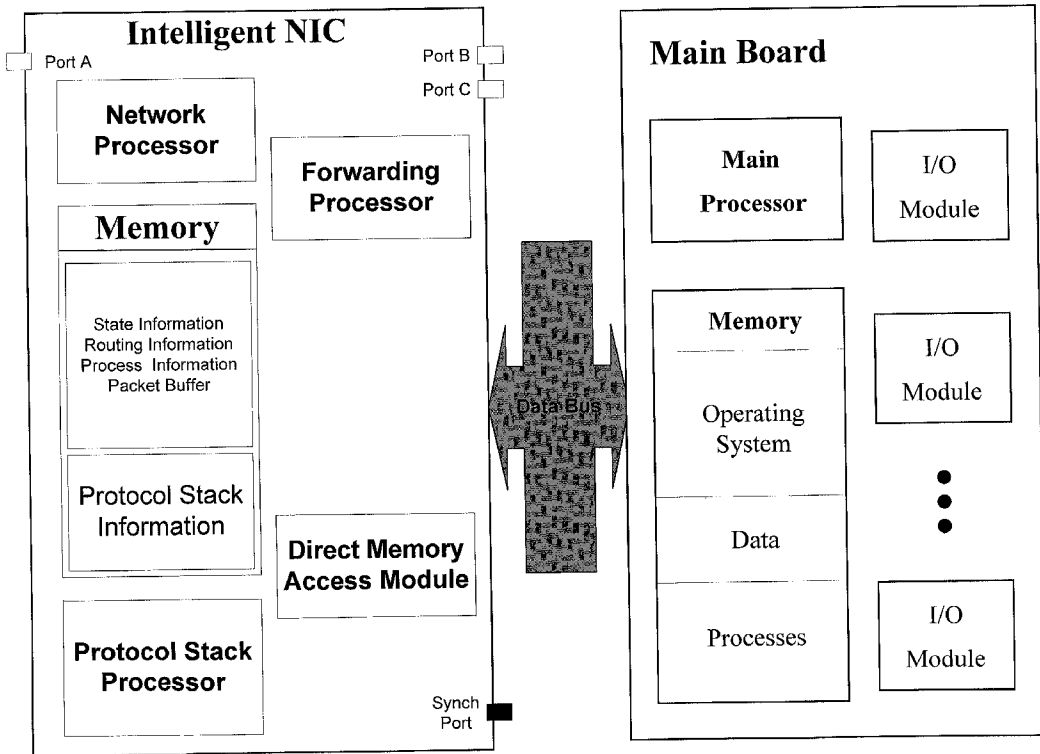 Intelligent NIC
Port A
Port B
Port C
Network
Processor
Forwarding
Processor
Memory
State Information
Routing Information
Process Information
Packet Buffer
Protocol Stack
Information
Direct Memory
Access Module
Protocol Stack
Processor
Synch
Port
Data Bus
Main Board
Main
Processor
I/O
Module
Memory
Operating
System
Data
Processes
I/O
Module
I/O
Module